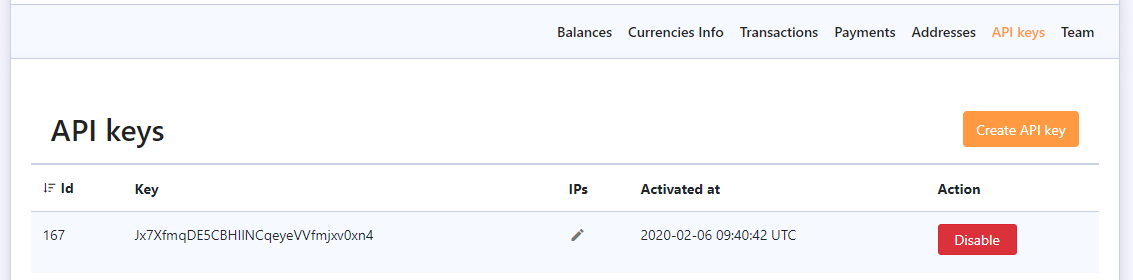 Balances Currencies Info Transactions Payments Addresses API keys Team
API keys Create API key
Id Key IPs Activated at Action
167 Jx7XfmqDE5CBHIINCqeyeVVfmjxv0xn4 2020-02-06 09:40:42 UTC Disable